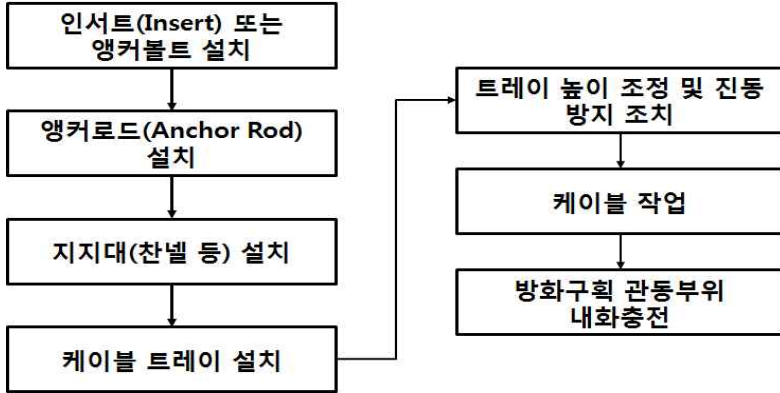 인서트(Insert) 또는
앵커볼트 설치
앵커로드(Anchor Rod)
설치
지지대(찬넬 등) 설치
케이블 트레이 설치
트레이 높이 조정 및 진동
방지 조치
케이블 작업
방화구획 관동부위
내화충전